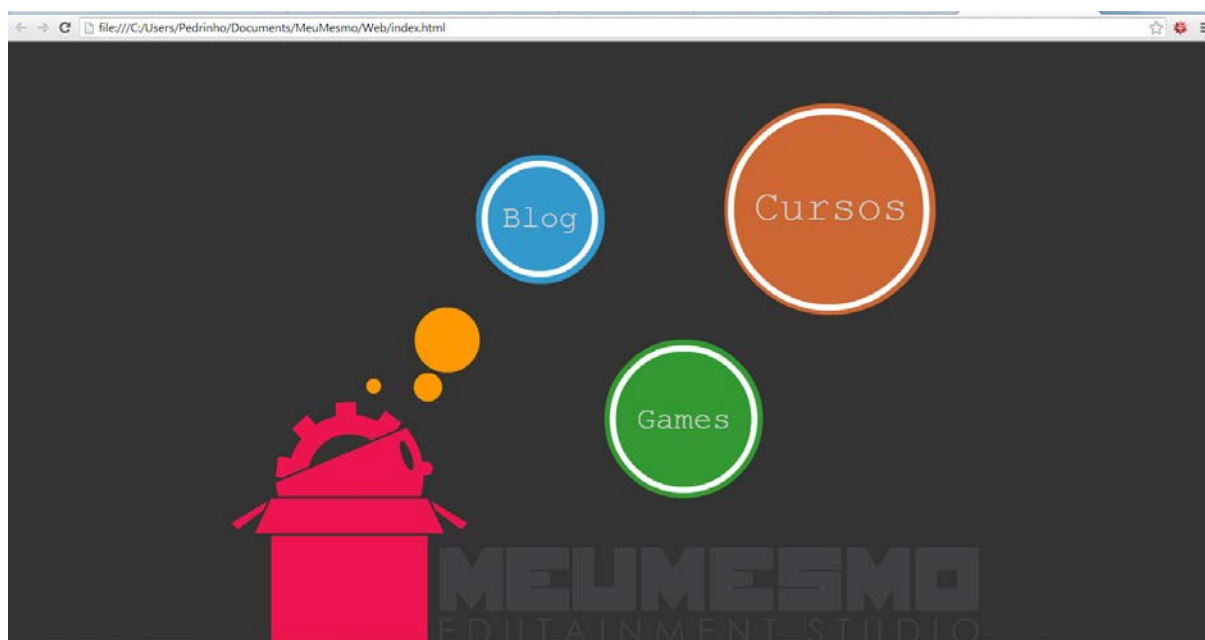 file:///C:/Users/Pedrinho/Documents/MeuMesmo/Web/index.html
Blog
Cursos
Games
MEUMESMO
EDUTAINMENT STUDIO